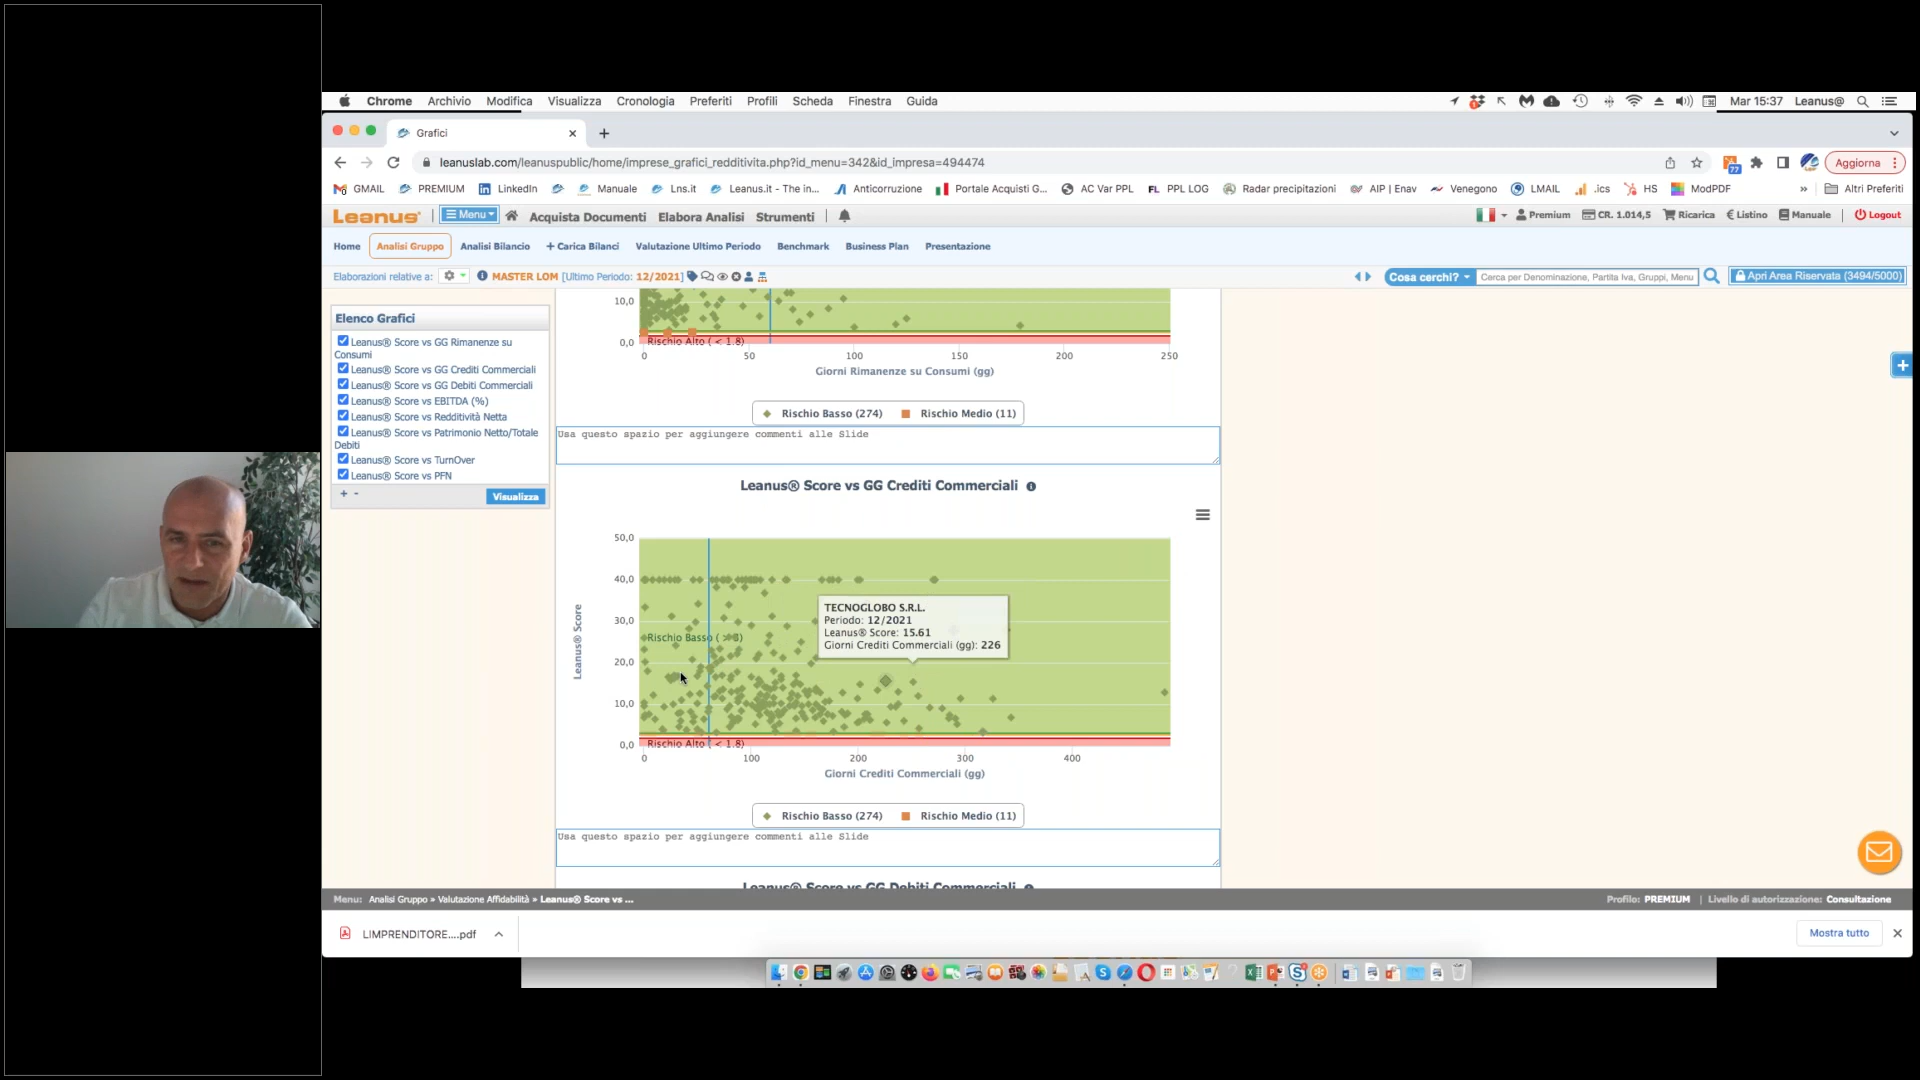 Chrome Archivio Modifica Visualizza Cronologia Preferiti Profili Scheda Finestra Guida Mar 15:37 Leanus@
Grafici
leanuslab.com/leanuspublic/home/imprese_grafici_redditivita.php?id_menu=342&id_impresa=494474 77 Aggiorna
GMAIL PREMIUM LinkedIn Manuale Lns.it Leanus.it - The in... Anticorruzione Portale Acquisti G... AC Var PPL FL PPL LOG Radar precipitazioni AIP | Enav Venegono LMAIL .ics HS ModPDF » Altri Preferiti
Leanus® Menu Acquista Documenti Elabora Analisi Strumenti Premium CR. 1.014,5 Ricarica € Listino Manuale Logout
Home Analisi Gruppo Analisi Bilancio + Carica Bilanci Valutazione Ultimo Periodo Benchmark Business Plan Presentazione
Elaborazioni relative a: MASTER LOM [Ultimo Periodo: 12/2021] Cosa cerchi? Cerca per Denominazione, Partita Iva, Gruppi, Menu Apri Area Riservata (3494/5000)
Elenco Grafici
Leanus® Score vs GG Rimanenze su
Consumi
Leanus® Score vs GG Crediti Commerciali
Leanus® Score vs GG Debiti Commerciali
Leanus® Score vs EBITDA (%)
Leanus® Score vs Redditività Netta
Leanus® Score vs Patrimonio Netto/Totale
Debiti
Leanus® Score vs TurnOver
Leanus® Score vs PFN
+ - Visualizza
10,0
0,0 Rischio Alto ( < 1.8)
0 50 100 150 200 250
Giorni Rimanenze su Consumi (gg)
Rischio Basso (274) Rischio Medio (11)
Usa questo spazio per aggiungere commenti alle Slide
Leanus® Score vs GG Crediti Commerciali
Leanus® Score
50,0
40,0
30,0
20,0
10,0
0,0
Rischio Basso ( > 3)
Rischio Alto ( < 1.8)
TECNOGLOBO S.R.L.
Periodo: 12/2021
Leanus® Score: 15.61
Giorni Crediti Commerciali (gg): 226
0 100 200 300 400
Giorni Crediti Commerciali (gg)
Rischio Basso (274) Rischio Medio (11)
Usa questo spazio per aggiungere commenti alle Slide
Leanus® Score vs GG Debiti Commerciali
Menu: Analisi Gruppo » Valutazione Affidabilità » Leanus® Score vs ... Profilo: PREMIUM | Livello di autorizzazione: Consultazione
LIMPRENDITORE....pdf Mostra tutto